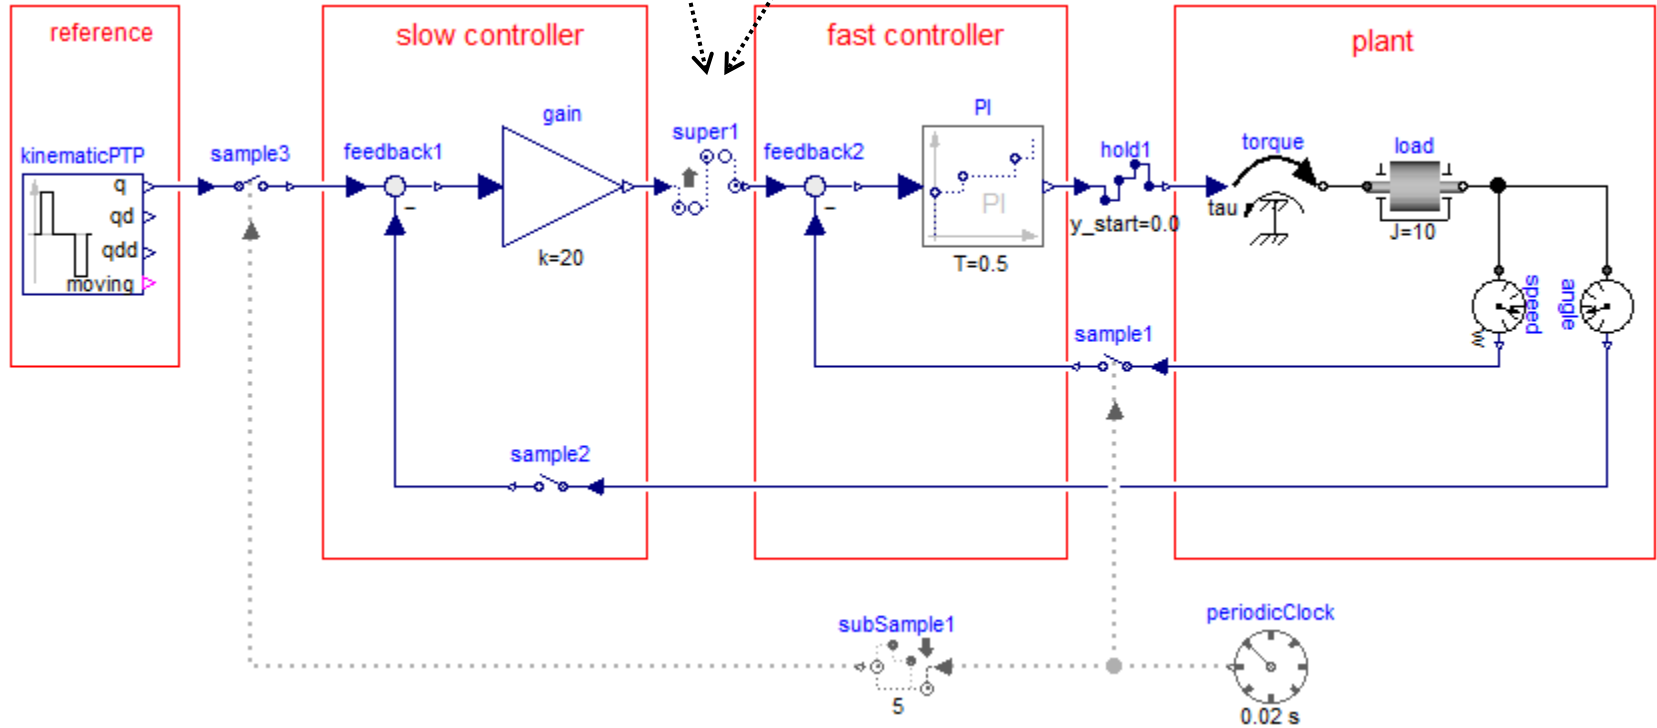 reference
slow controller
fast controller
plant
gain
PI
super1
kinematicPTP
sample3
feedback1
feedback2
hold1
torque
load
q
qd
qdd
moving
−
k=20
−
PI
T=0.5
y_start=0.0
tau
J=10
speed
w
angle
sample1
sample2
subSample1
5
periodicClock
0.02 s